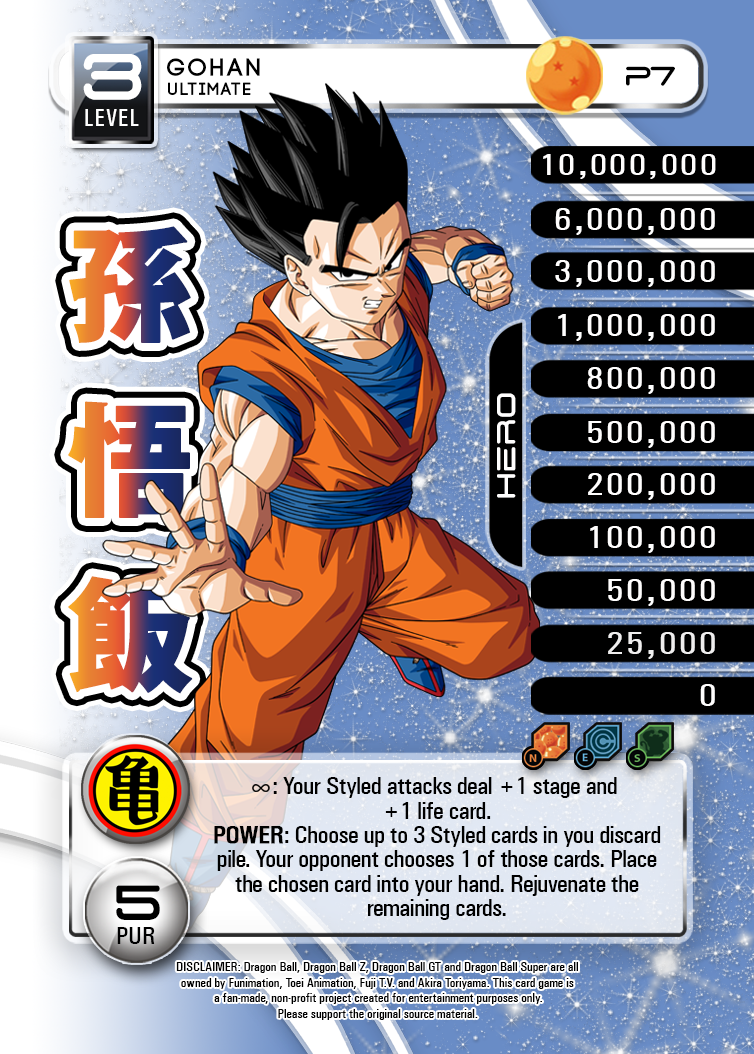 3
LEVEL
GOHAN
ULTIMATE
P7
10,000,000
6,000,000
3,000,000
1,000,000
800,000
500,000
200,000
100,000
50,000
25,000
0
HERO
孫
悟
飯
N E S
亀
5
PUR
∞: Your Styled attacks deal +1 stage and
+1 life card.
POWER: Choose up to 3 Styled cards in you discard
pile. Your opponent chooses 1 of those cards. Place
the chosen card into your hand. Rejuvenate the
remaining cards.
DISCLAIMER: Dragon Ball, Dragon Ball Z, Dragon Ball GT and Dragon Ball Super are all
owned by Funimation, Toei Animation, Fuji T.V. and Akira Toriyama. This card game is
a fan-made, non-profit project created for entertainment purposes only.
Please support the original source material.